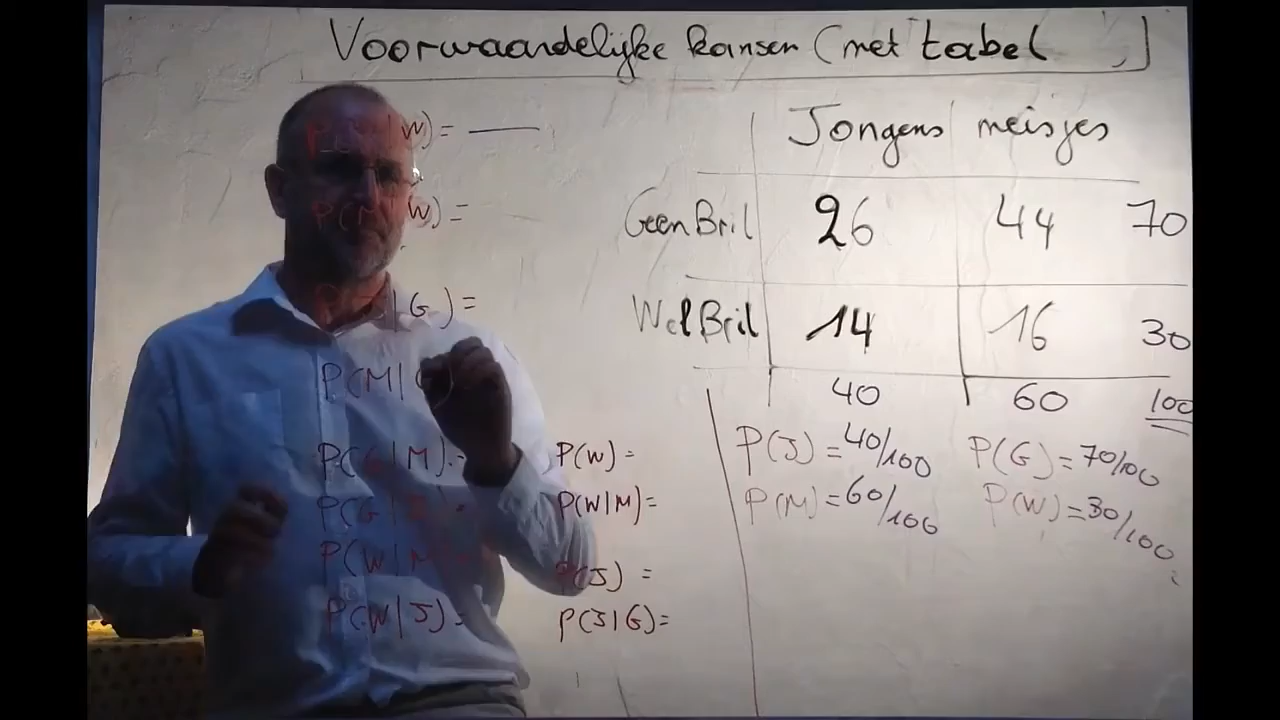 Voorwaardelijke kansen (met tabel )
Jongens meisjes
Geen Bril 26 44 70
Wel Bril 14 16 30
40 60 100
P(J) = 40/100 P(G) = 70/100
P(M) = 60/100 P(W) = 30/100
W) =
P(M|W) =
|G) =
P(M|
P(G|M) =
P(G|J) =
P(W|M)
P(W|J) =
P(W) =
P(W|M) =
P(J) =
P(J|G) =